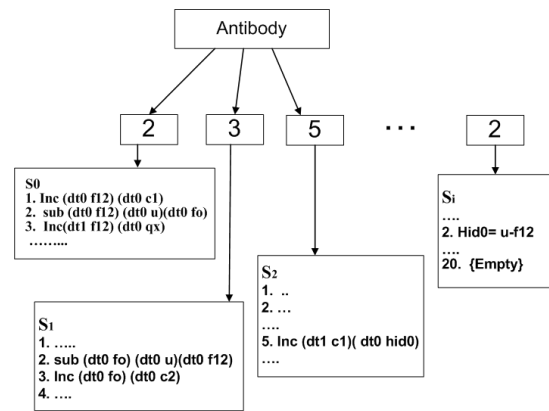 Antibody
2 3 5 ... 2
S0
1. Inc (dt0 f12) (dt0 c1)
2. sub (dt0 f12) (dt0 u)(dt0 fo)
3. Inc(dt1 f12) (dt0 qx)
……...
S1
1. …..
2. sub (dt0 fo) (dt0 u)(dt0 f12)
3. Inc (dt0 fo) (dt0 c2)
4. ….
S2
1. ..
2. …
….
5. Inc (dt1 c1)( dt0 hid0)
….
Si
….
2. Hid0= u-f12
….
20. {Empty}